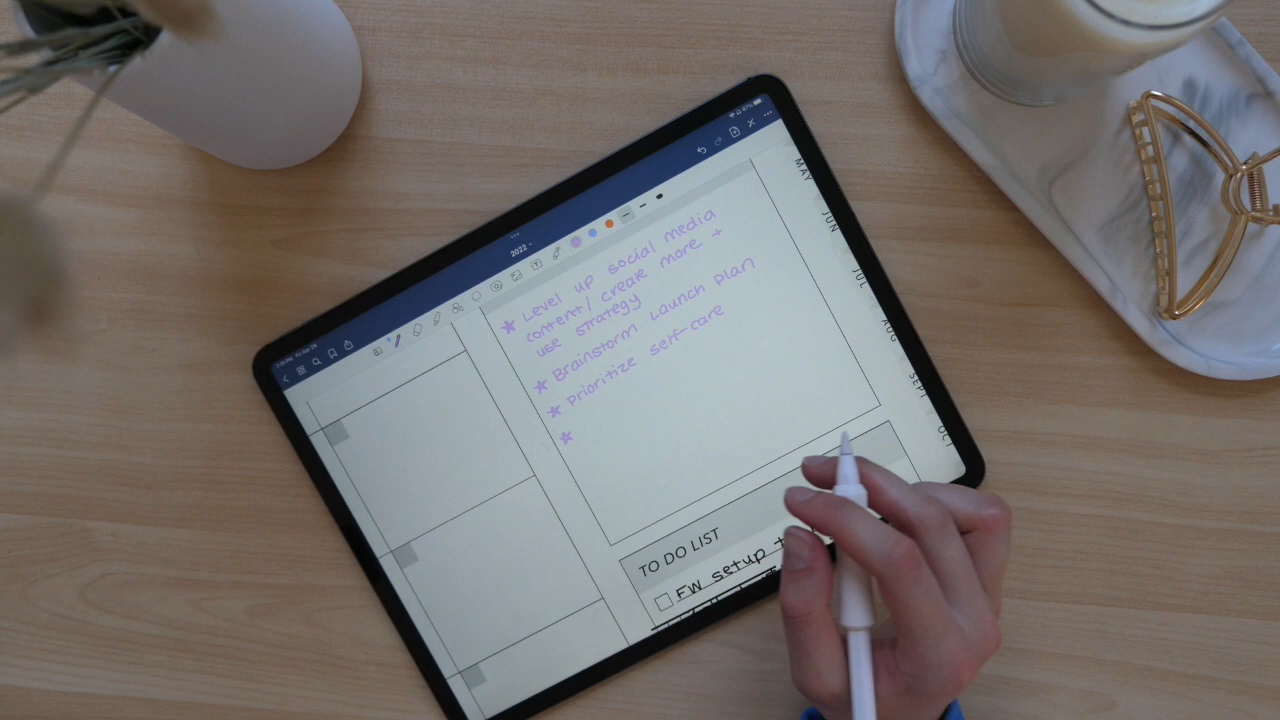 87%
2022
MAY
JUN
JUL
AUG
SEPT
OCT
★ Level up social media
content/ create more +
use strategy
★ Brainstorm Launch plan
★ Prioritize self-care
★
TO DO LIST
FW setup